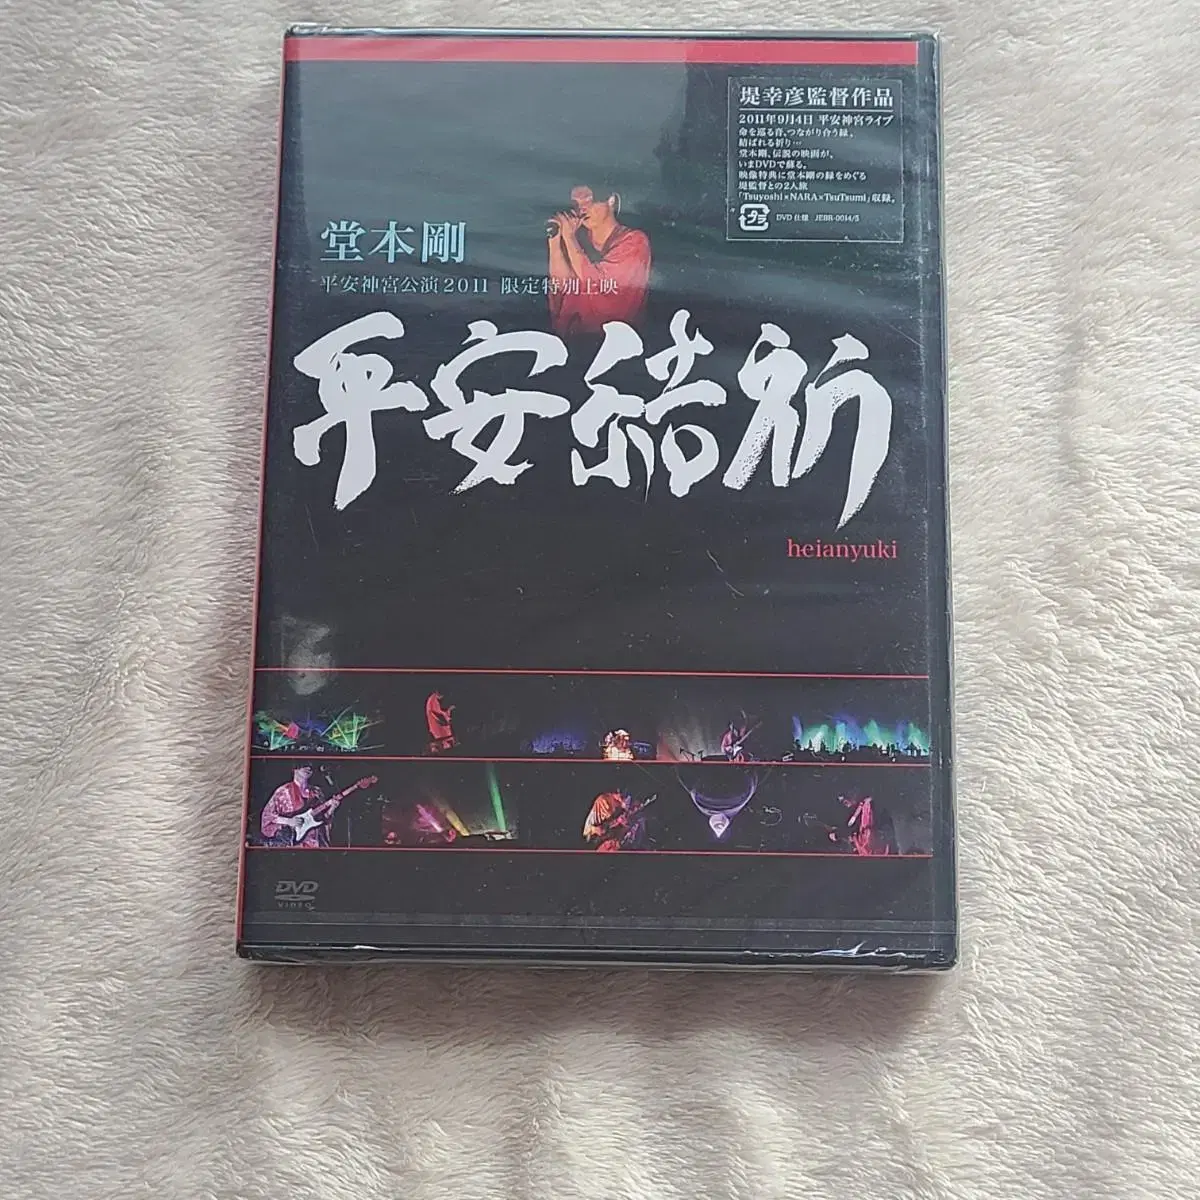 堤幸彦監督作品
2011年9月4日 平安神宮ライブ
命を巡る音、つながり合う縁。
結ばれる祈り…
堂本剛、伝説の映画が、
いまDVDで蘇る。
映像特典に堂本剛の縁をめぐる
堤監督との2人旅
「Tsuyoshi×NARA×TsuTsumi」収録。
プラ
DVD仕様 JEBR-0014/5
堂本剛
平安神宮公演2011 限定特別上映
平安結祈
heianyuki
DVD
VIDEO